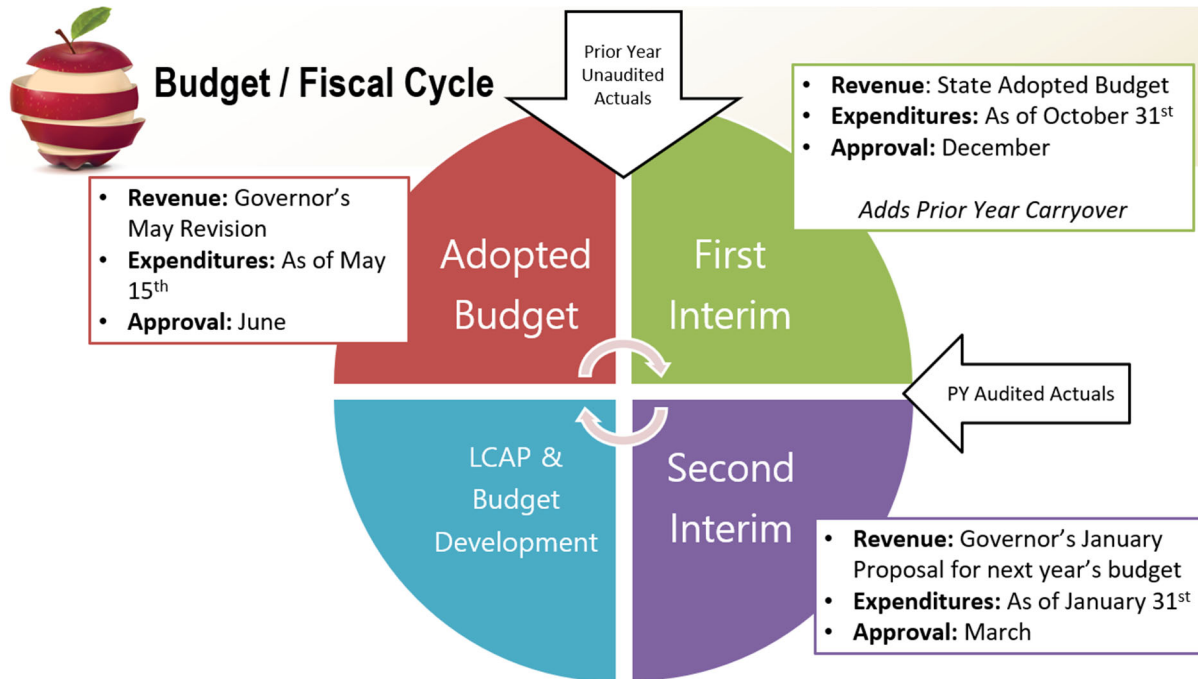 Budget / Fiscal Cycle
Prior Year
Unaudited
Actuals
• Revenue: State Adopted Budget
• Expenditures: As of October 31st
• Approval: December
Adds Prior Year Carryover
• Revenue: Governor's
May Revision
• Expenditures: As of May
15th
• Approval: June
Adopted
Budget
First
Interim
PY Audited Actuals
LCAP &
Budget
Development
Second
Interim
• Revenue: Governor's January
Proposal for next year's budget
• Expenditures: As of January 31st
• Approval: March